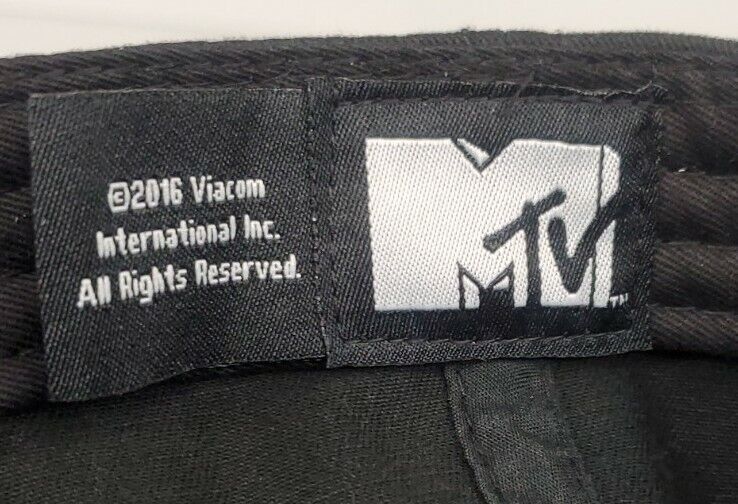 ©2016 Viacom
International Inc.
All Rights Reserved.
MTV
TM